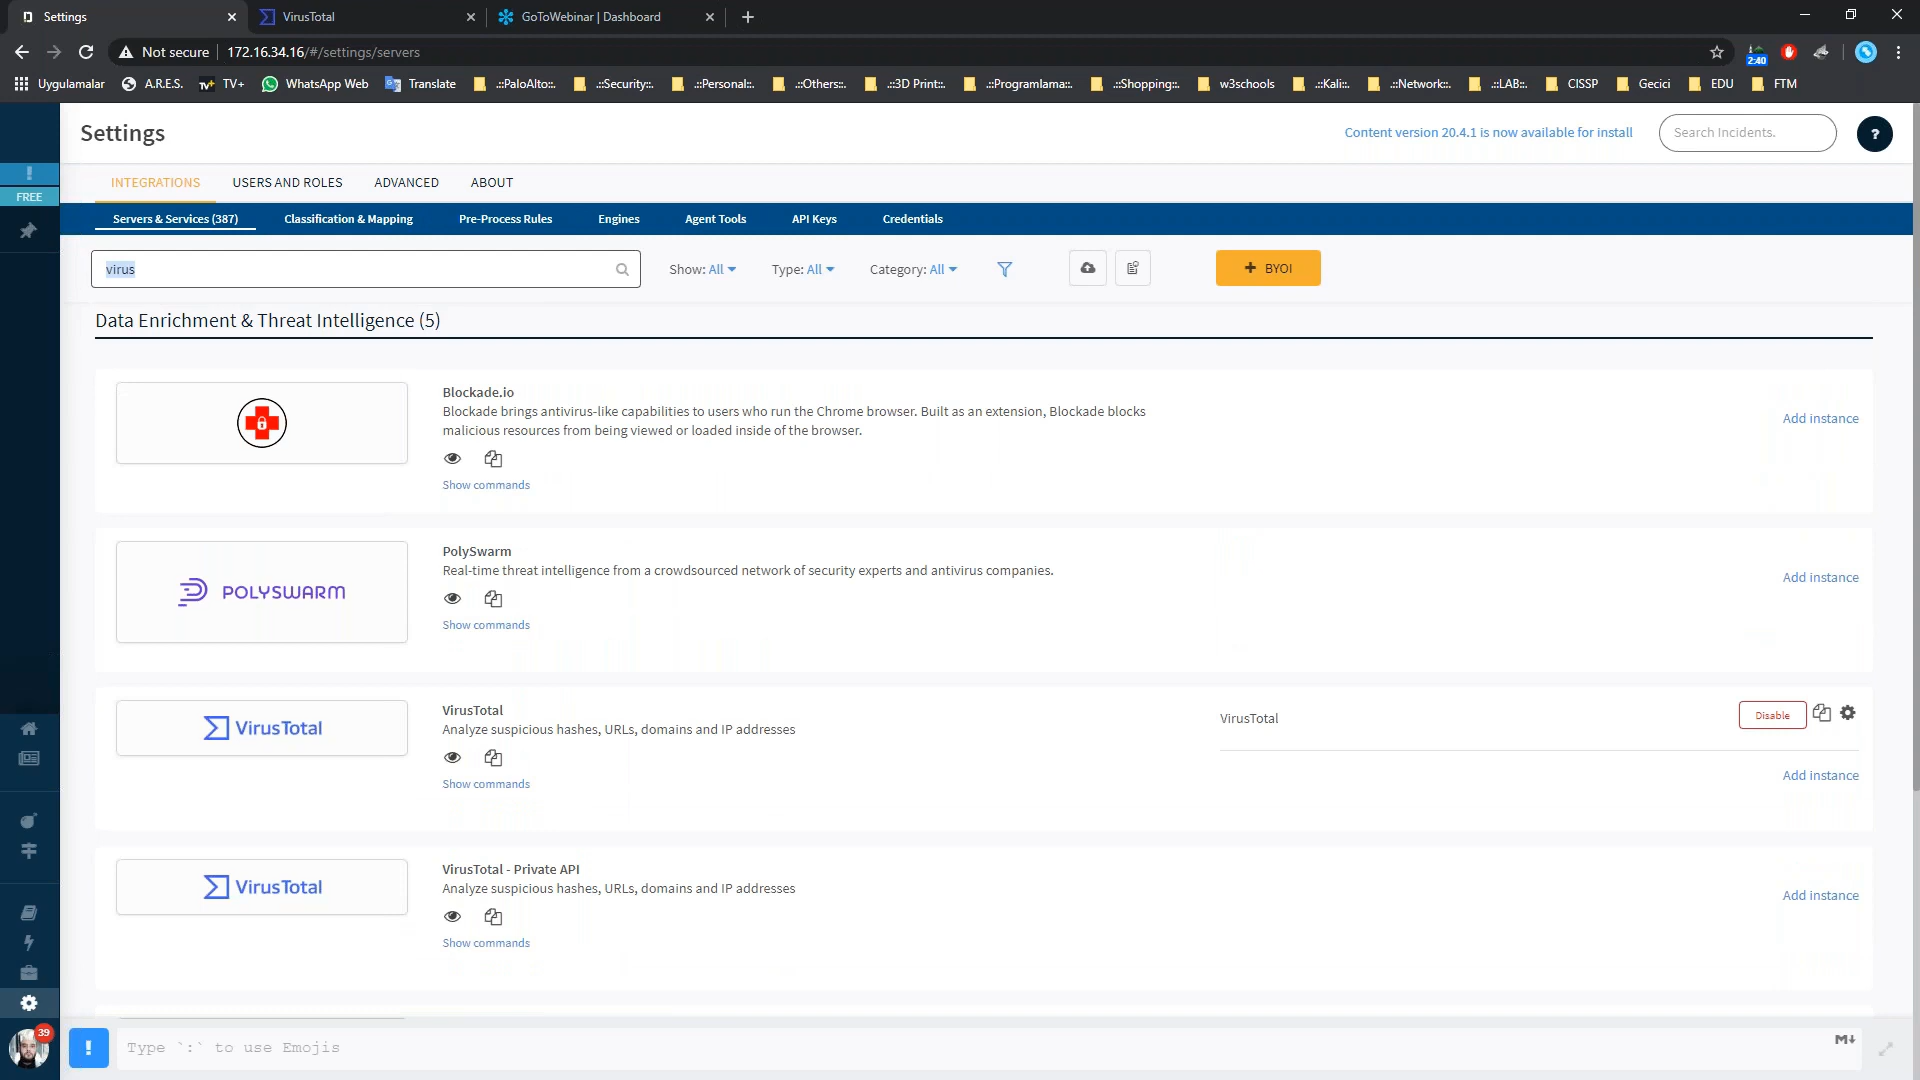 Settings
VirusTotal
GoToWebinar | Dashboard
Not secure
172.16.34.16/#/settings/servers
2:40
Uygulamalar
A.R.E.S.
TV+
WhatsApp Web
Translate
.::PaloAlto::.
.::Security::.
.::Personal::.
.::Others::.
.::3D Print::.
.::Programlama::.
.::Shopping::.
w3schools
.::Kali::.
.::Network::.
.::LAB::.
CISSP
Gecici
EDU
FTM
Settings
Content version 20.4.1 is now available for install
Search Incidents.
?
!
FREE
INTEGRATIONS
USERS AND ROLES
ADVANCED
ABOUT
Servers & Services (387)
Classification & Mapping
Pre-Process Rules
Engines
Agent Tools
API Keys
Credentials
virus
Show: All
Type: All
Category: All
+ BYOI
Data Enrichment & Threat Intelligence (5)
Blockade.io
Blockade brings antivirus-like capabilities to users who run the Chrome browser. Built as an extension, Blockade blocks
malicious resources from being viewed or loaded inside of the browser.
Show commands
Add instance
POLYSWARM
PolySwarm
Real-time threat intelligence from a crowdsourced network of security experts and antivirus companies.
Show commands
Add instance
VirusTotal
VirusTotal
Analyze suspicious hashes, URLs, domains and IP addresses
Show commands
VirusTotal
Disable
Add instance
VirusTotal
VirusTotal - Private API
Analyze suspicious hashes, URLs, domains and IP addresses
Show commands
Add instance
39
!
Type `:` to use Emojis
M↓